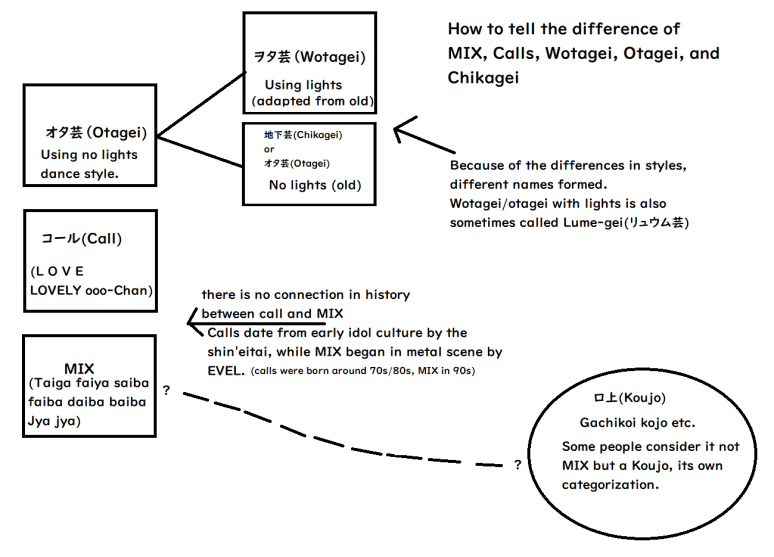 How to tell the difference of
MIX, Calls, Wotagei, Otagei, and
Chikagei
ヲタ芸 (Wotagei)
Using lights
(adapted from old)
オタ芸 (Otagei)
Using no lights
dance style.
地下芸(Chikagei)
or
オタ芸(Otagei)
No lights (old)
Because of the differences in styles,
different names formed.
Wotagei/otagei with lights is also
sometimes called Lume-gei(リュウム芸)
コール(Call)
(L O V E
LOVELY ooo-Chan)
there is no connection in history
between call and MIX
Calls date from early idol culture by the
shin'eitai, while MIX began in metal scene by
EVEL. (calls were born around 70s/80s, MIX in 90s)
MIX
(Taiga faiya saiba
faiba daiba baiba
Jya jya)
?
?
口上(Koujo)
Gachikoi kojo etc.
Some people consider it not
MIX but a Koujo, its own
categorization.